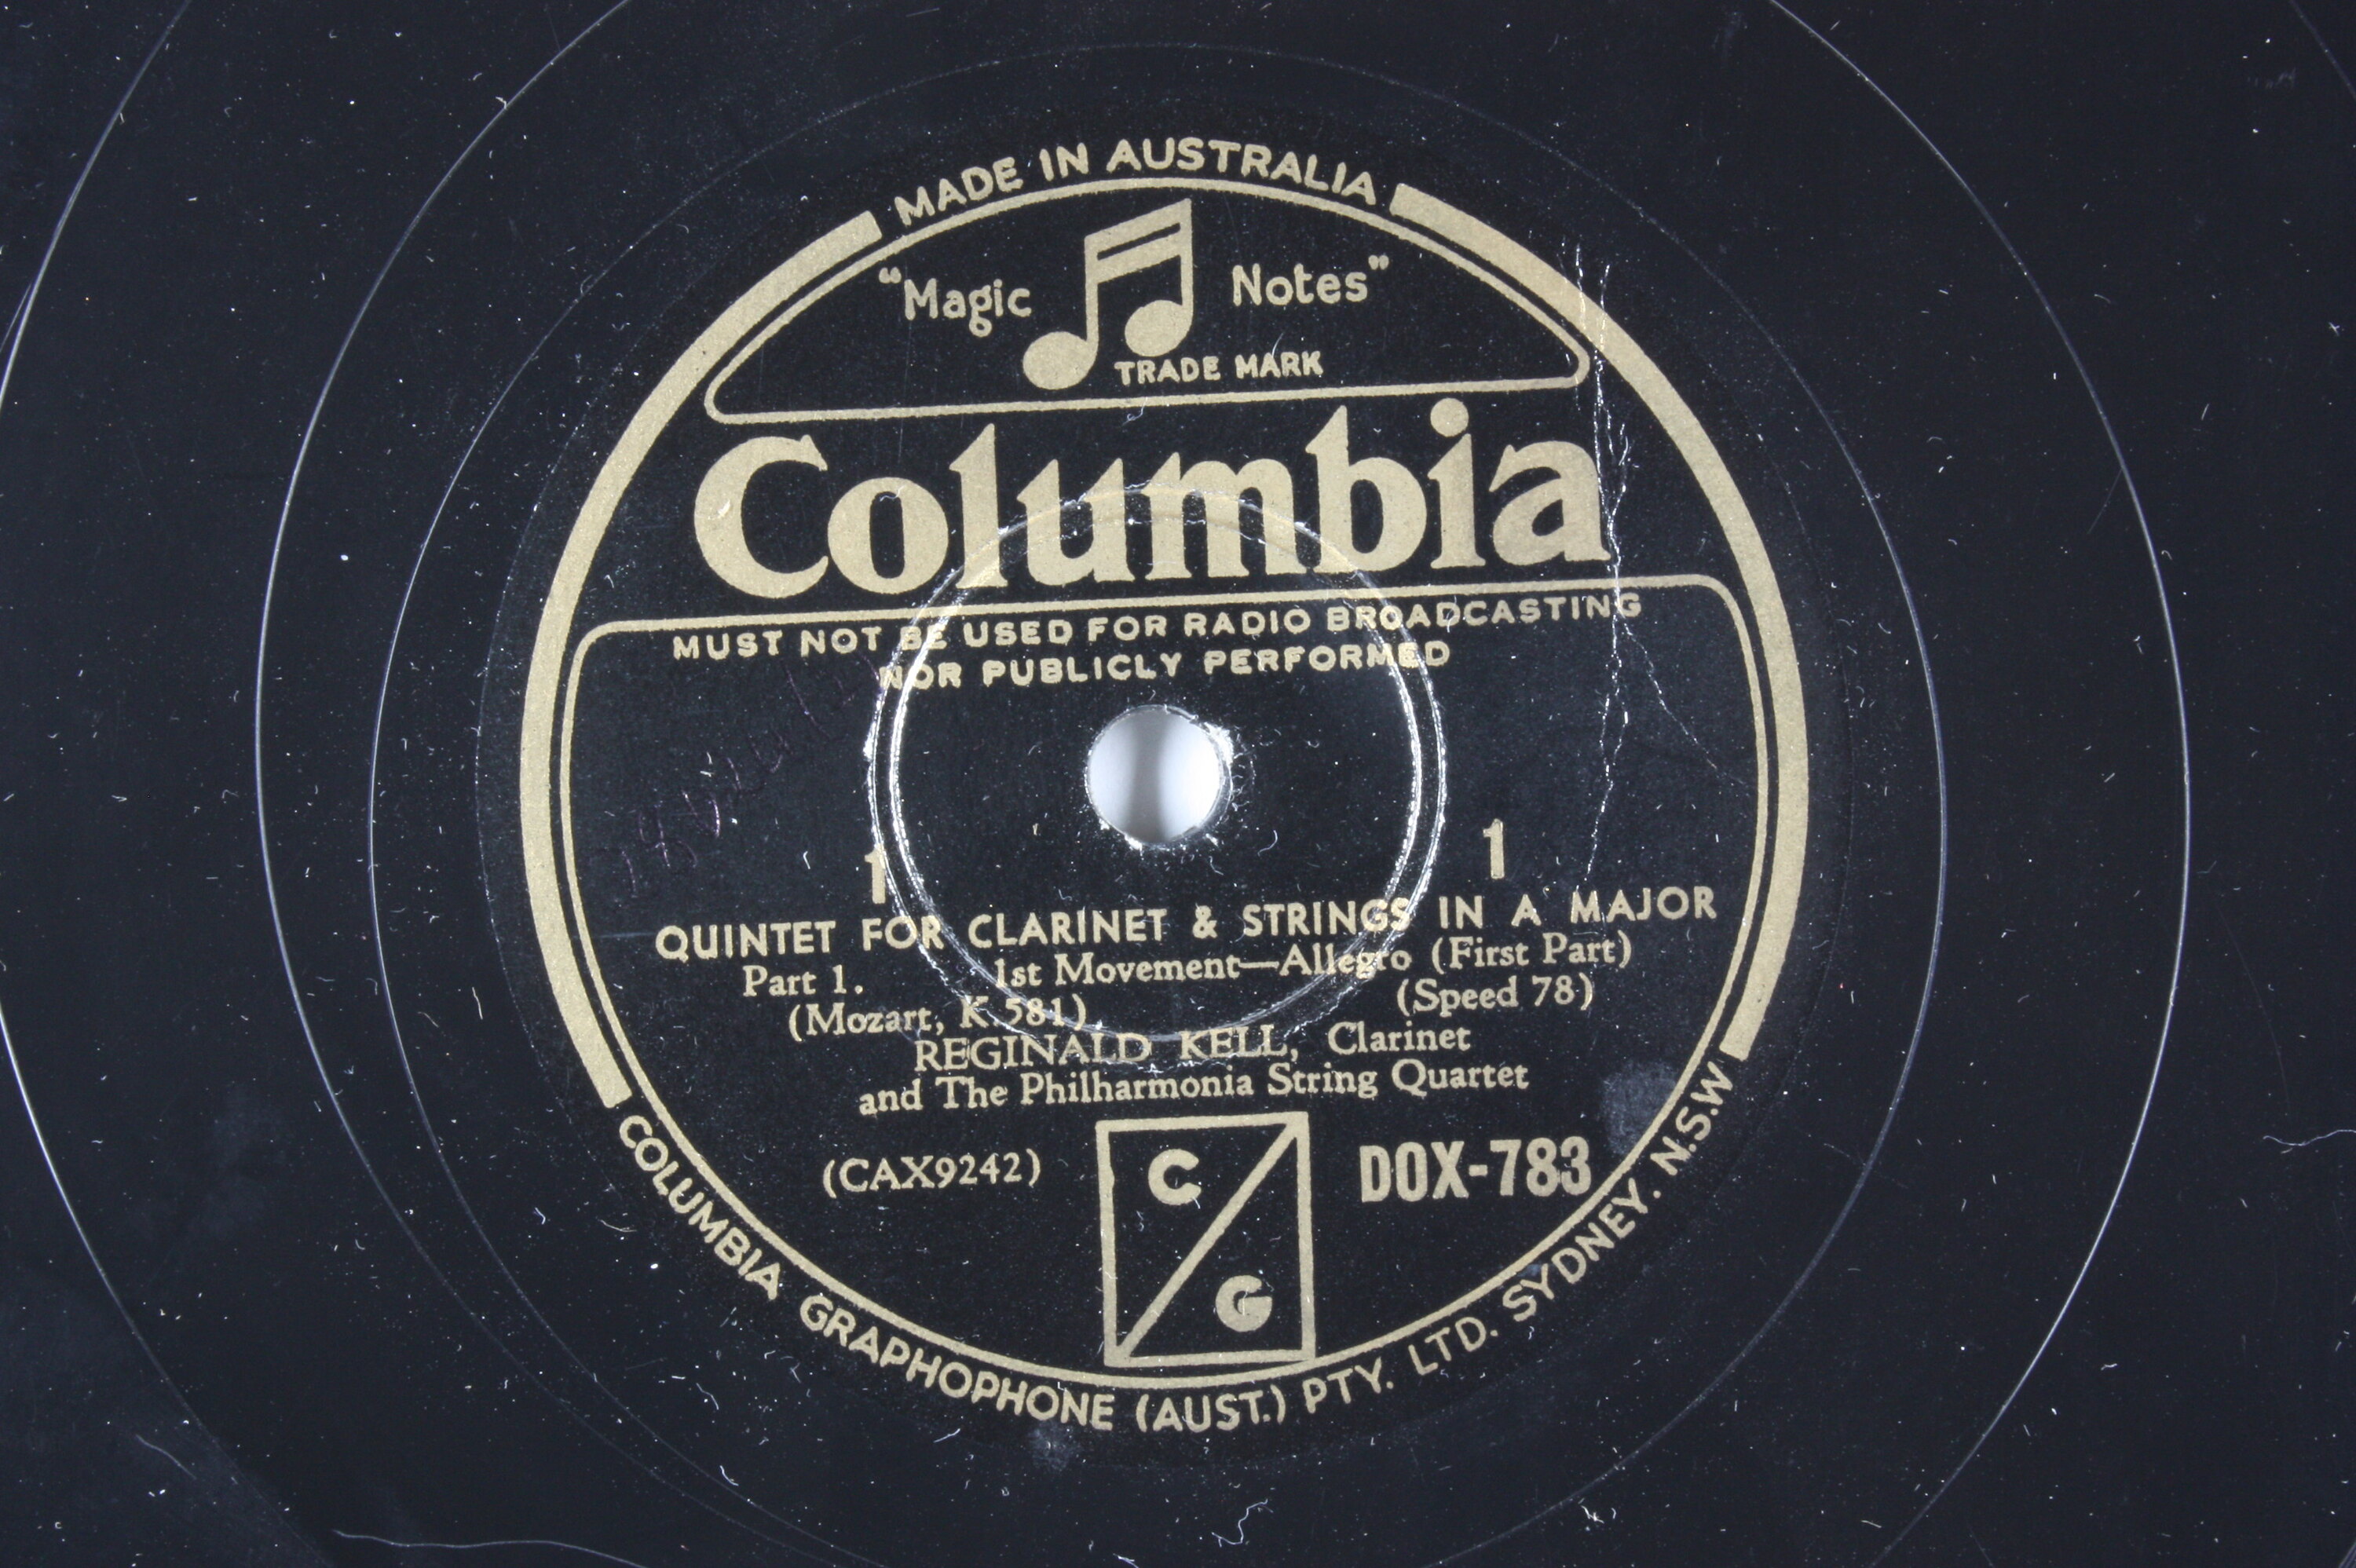 MADE IN AUSTRALIA
"Magic Notes"
TRADE MARK
Columbia
MUST NOT BE USED FOR RADIO BROADCASTING
NOR PUBLICLY PERFORMED
1 1
QUINTET FOR CLARINET & STRINGS IN A MAJOR
Part 1. 1st Movement—Allegro (First Part)
(Mozart, K.581) (Speed 78)
REGINALD KELL, Clarinet
and The Philharmonia String Quartet
(CAX9242) C G DOX-783
COLUMBIA GRAPHOPHONE (AUST.) PTY. LTD. SYDNEY. N.S.W